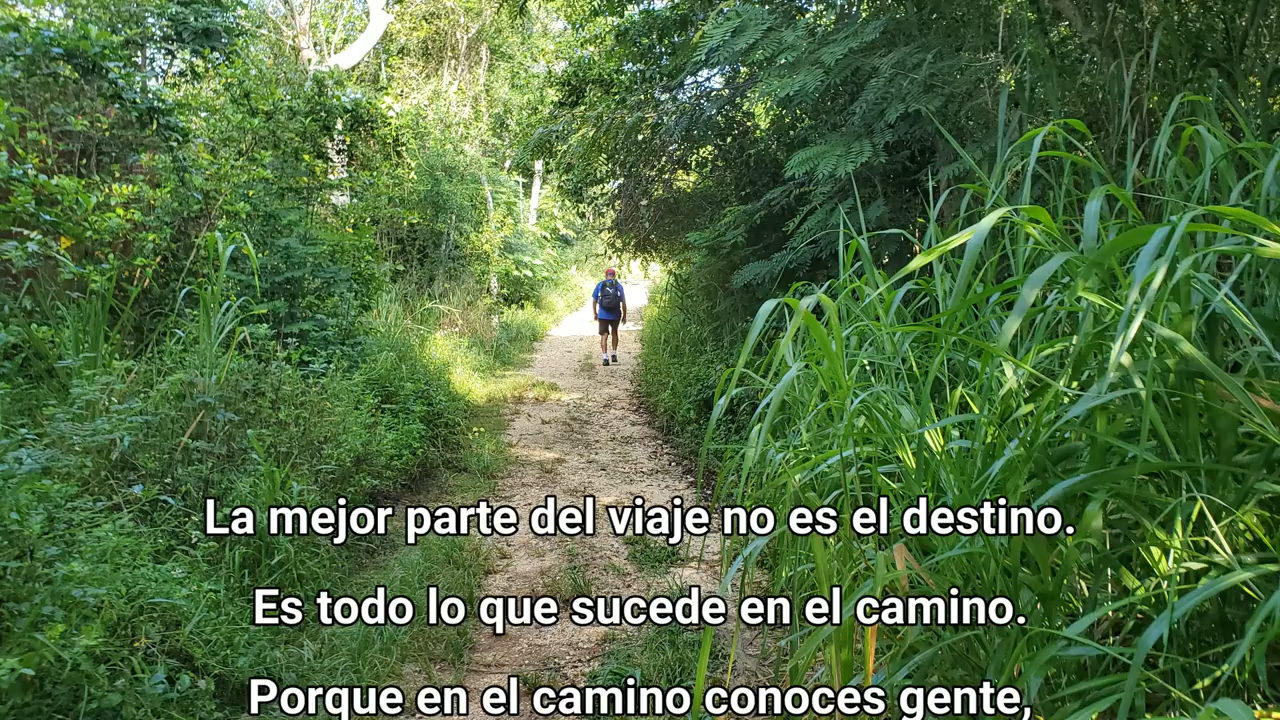 La mejor parte del viaje no es el destino.
Es todo lo que sucede en el camino.
Porque en el camino conoces gente,